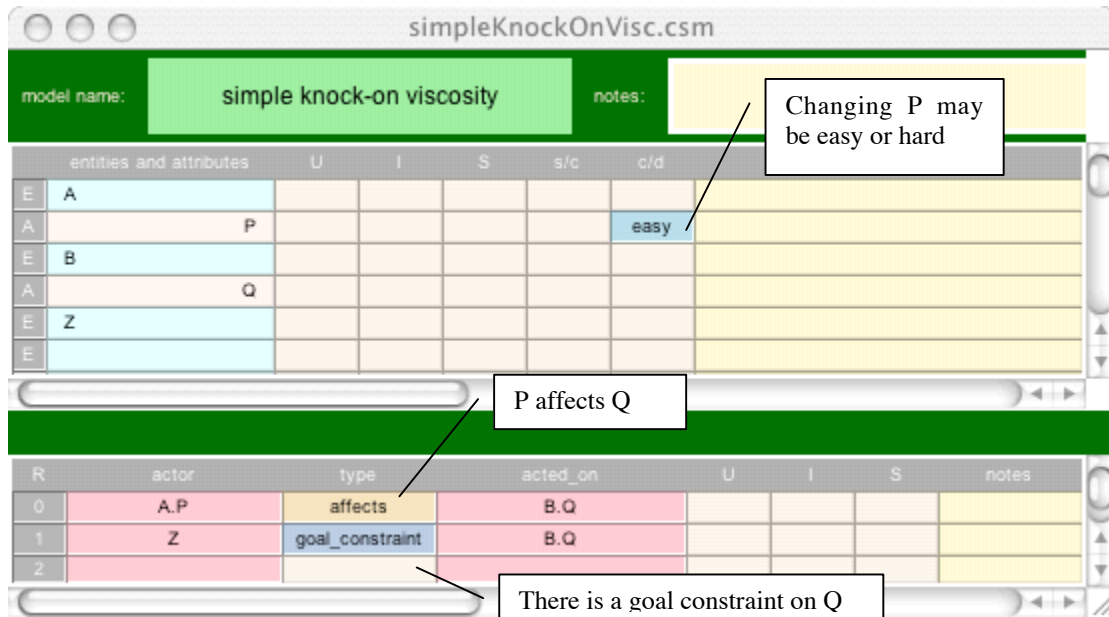 simpleKnockOnVisc.csm
model name: simple knock-on viscosity notes:
Changing P may
be easy or hard
entities and attributes U I S s/c c/d
E A
A P easy
E B
A Q
E Z
E
P affects Q
R actor type acted_on U I S notes
0 A.P affects B.Q
1 Z goal_constraint B.Q
2
There is a goal constraint on Q